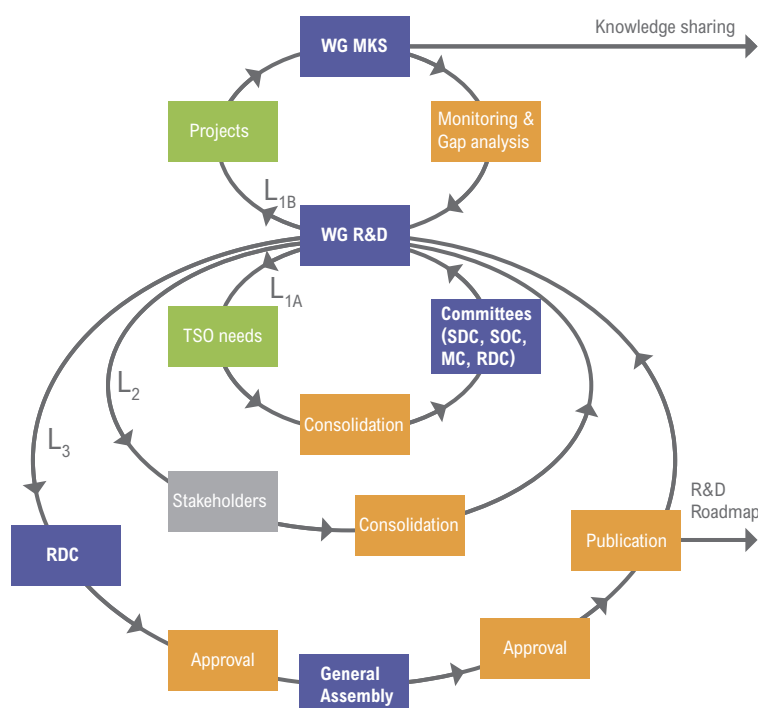 Knowledge sharing
WG MKS
Projects
Monitoring &
Gap analysis
L1B
WG R&D
L1A
TSO needs
Committees
(SDC, SOC,
MC, RDC)
L2
Consolidation
L3
Stakeholders
Consolidation
R&D
Roadmap
RDC
Publication
Approval
Approval
General
Assembly